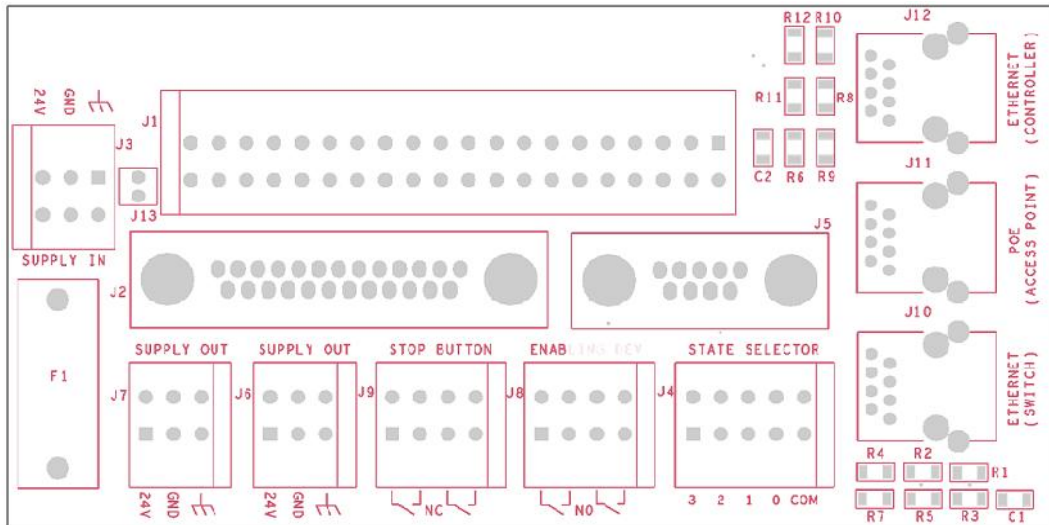 R12 R10
J12
ETHERNET
(CONTROLLER)
24V GND
J1
R11 R8
J3
C2 R6 R9
J11
J13
POE
(ACCESS POINT)
J5
SUPPLY IN
J2
J10
ETHERNET
(SWITCH)
SUPPLY OUT SUPPLY OUT STOP BUTTON ENABLING DEV STATE SELECTOR
F1
J7 J6 J9 J8 J4
R4 R2 R1
24V GND 24V GND NC NO 3 2 1 0 COM
R7 R5 R3 C1